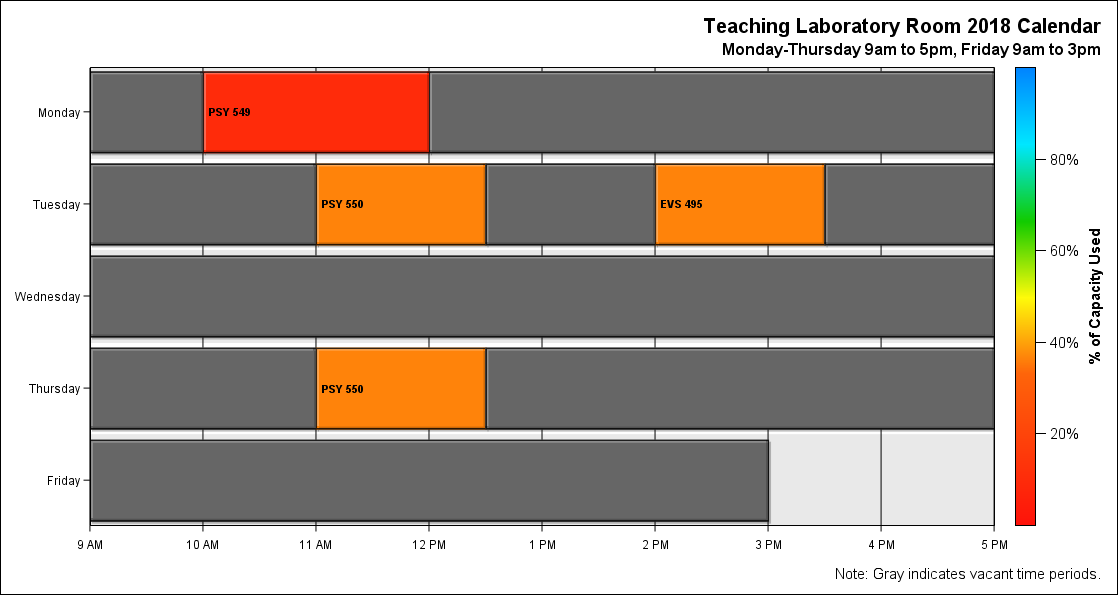 Teaching Laboratory Room 2018 Calendar
Monday-Thursday 9am to 5pm, Friday 9am to 3pm
Monday
PSY 549
Tuesday
PSY 550
EVS 495
Wednesday
Thursday
PSY 550
Friday
9 AM 10 AM 11 AM 12 PM 1 PM 2 PM 3 PM 4 PM 5 PM
80%
60%
40%
20%
% of Capacity Used
Note: Gray indicates vacant time periods.